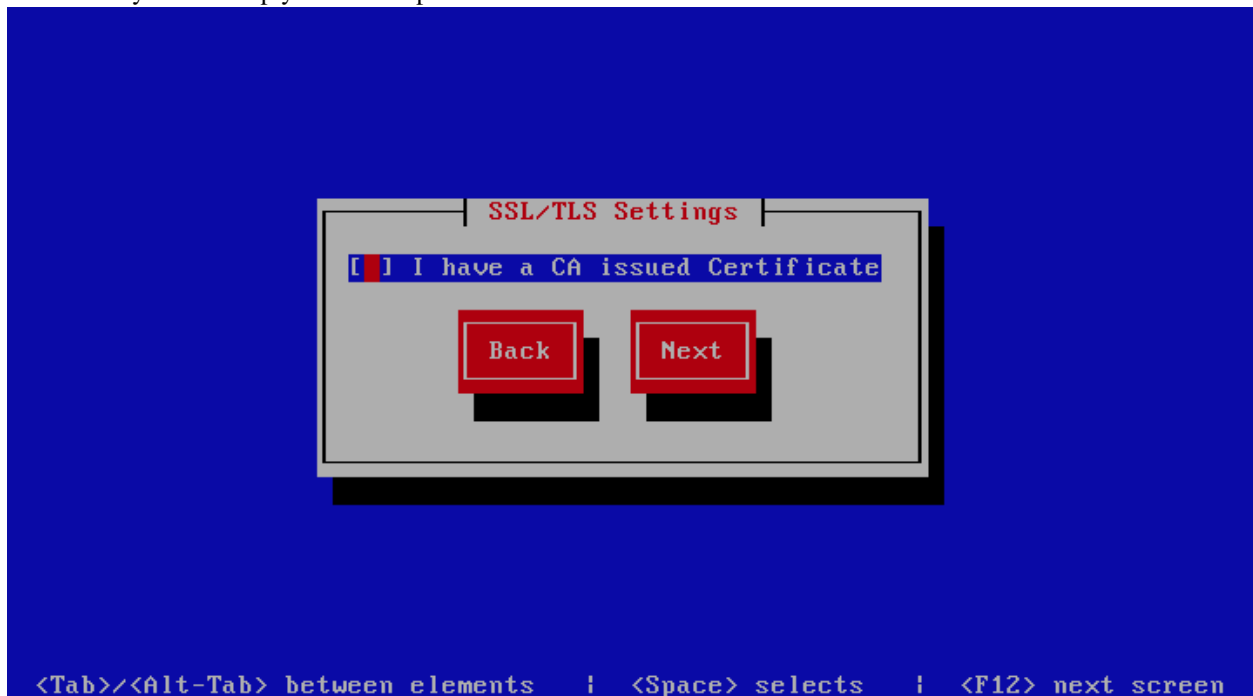 SSL/TLS Settings
[ ] I have a CA issued Certificate
Back Next
<Tab>/<Alt-Tab> between elements | <Space> selects | <F12> next screen